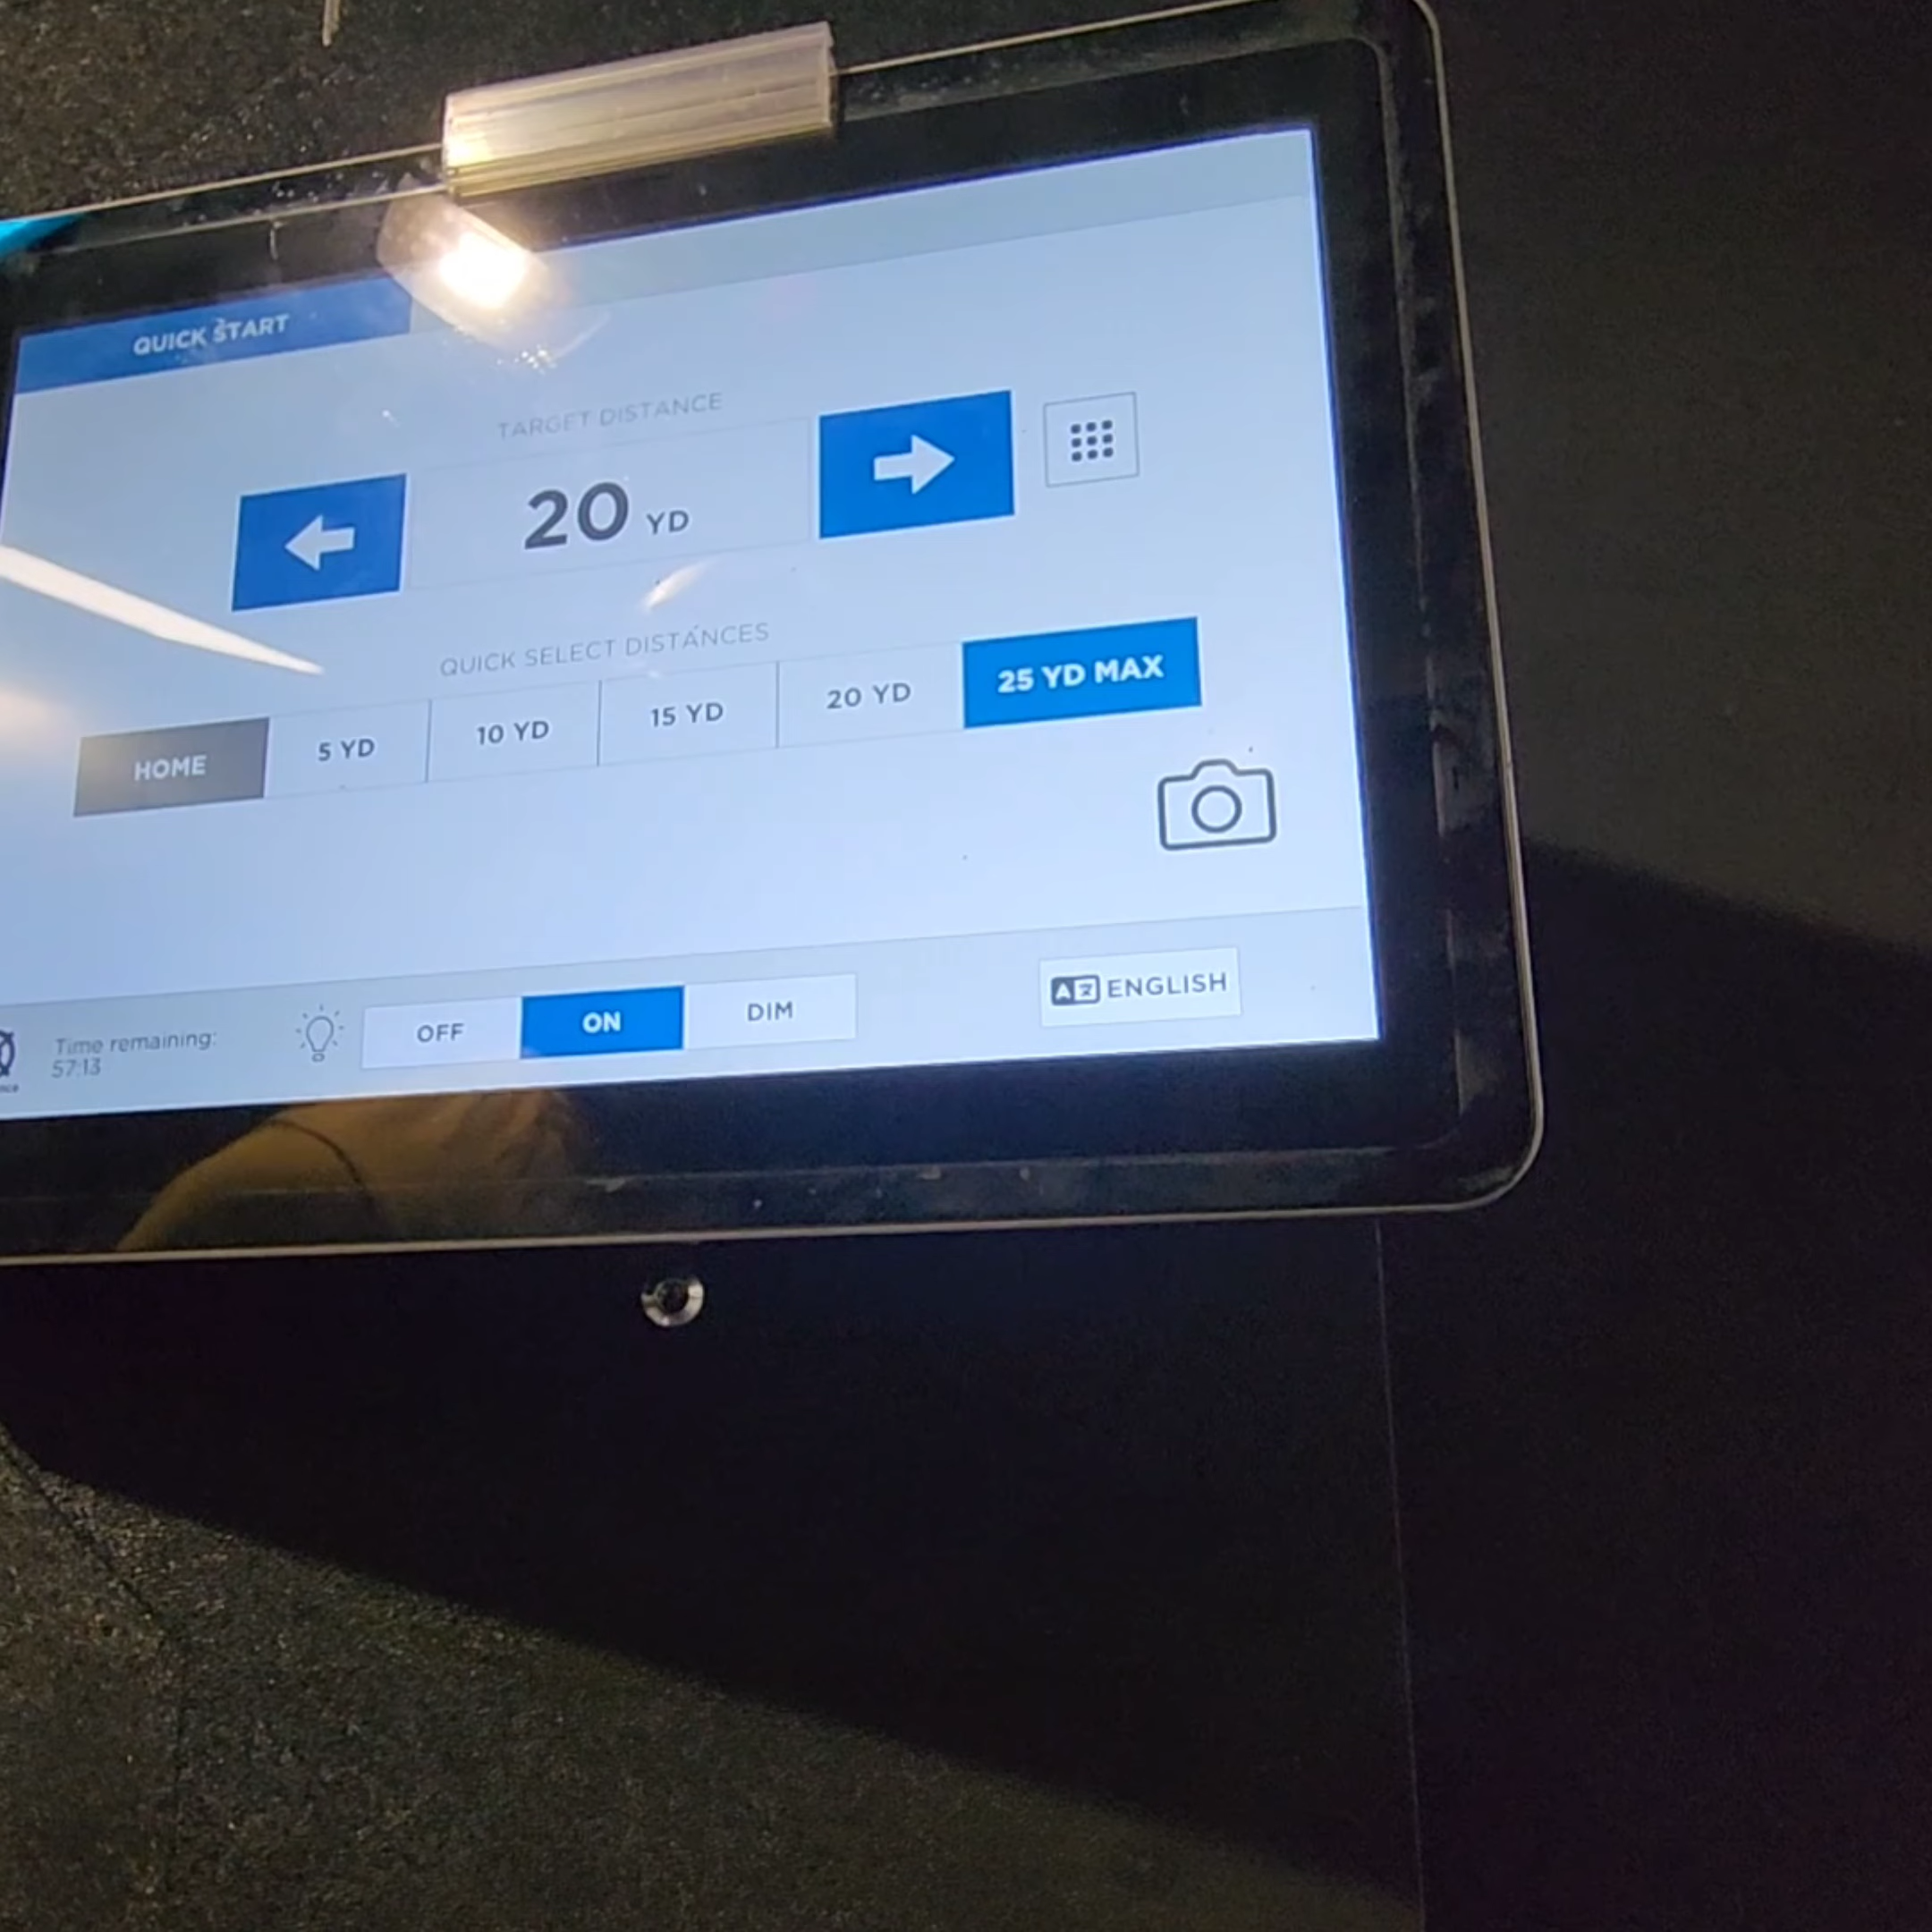 QUICK START
TARGET DISTANCE
20 YD
QUICK SELECT DISTANCES
HOME 5 YD 10 YD 15 YD 20 YD 25 YD MAX
Time remaining:
57:13
OFF ON DIM
ENGLISH